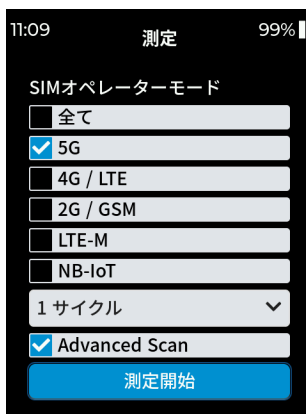 11:09
測定
99%
SIMオペレーターモード
全て
5G
4G / LTE
2G / GSM
LTE-M
NB-IoT
1 サイクル
Advanced Scan
測定開始